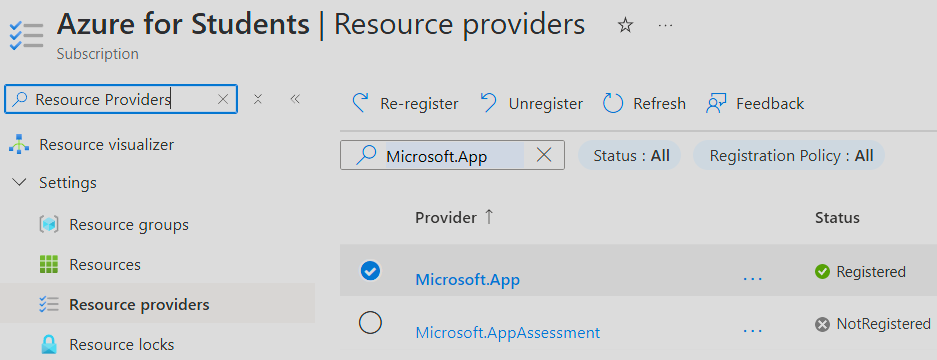 Azure for Students | Resource providers
Subscription
Resource Providers
Resource visualizer
Settings
Resource groups
Resources
Resource providers
Resource locks
Re-register Unregister Refresh Feedback
Microsoft.App Status : All Registration Policy : All
Provider ↑ Status
Microsoft.App ... Registered
Microsoft.AppAssessment ... NotRegistered